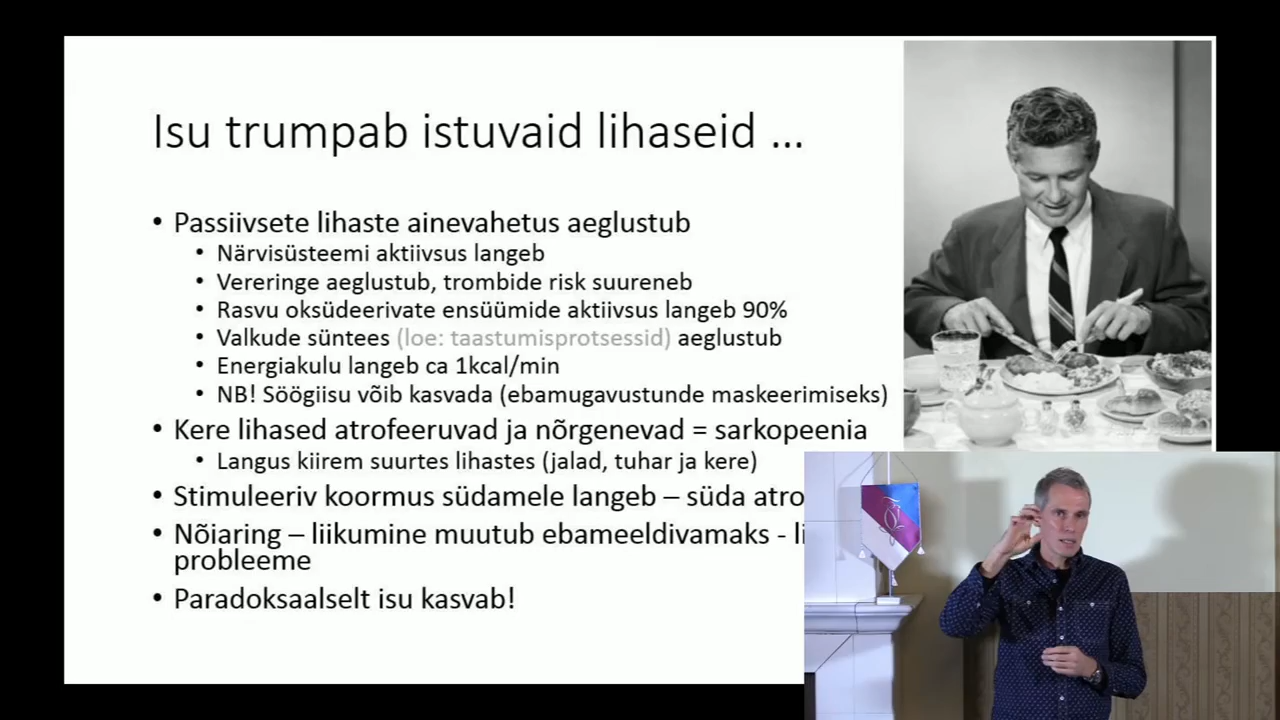 Isu trumpab istuvaid lihaseid ...
• Passiivsete lihaste ainevahetus aeglustub
• Närvisüsteemi aktiivsus langeb
• Vereringe aeglustub, trombide risk suureneb
• Rasvu oksüdeerivate ensüümide aktiivsus langeb 90%
• Valkude süntees (loe: taastumisprotsessid) aeglustub
• Energiakulu langeb ca 1kcal/min
• NB! Söögiisu võib kasvada (ebamugavustunde maskeerimiseks)
• Kere lihased atrofeeruvad ja nõrgenevad = sarkopeenia
• Langus kiirem suurtes lihastes (jalad, tuhar ja kere)
• Stimuleeriv koormus südamele langeb – süda atro
• Nõiaring – liikumine muutub ebameeldivamaks - li
probleeme
• Paradoksaalselt isu kasvab!